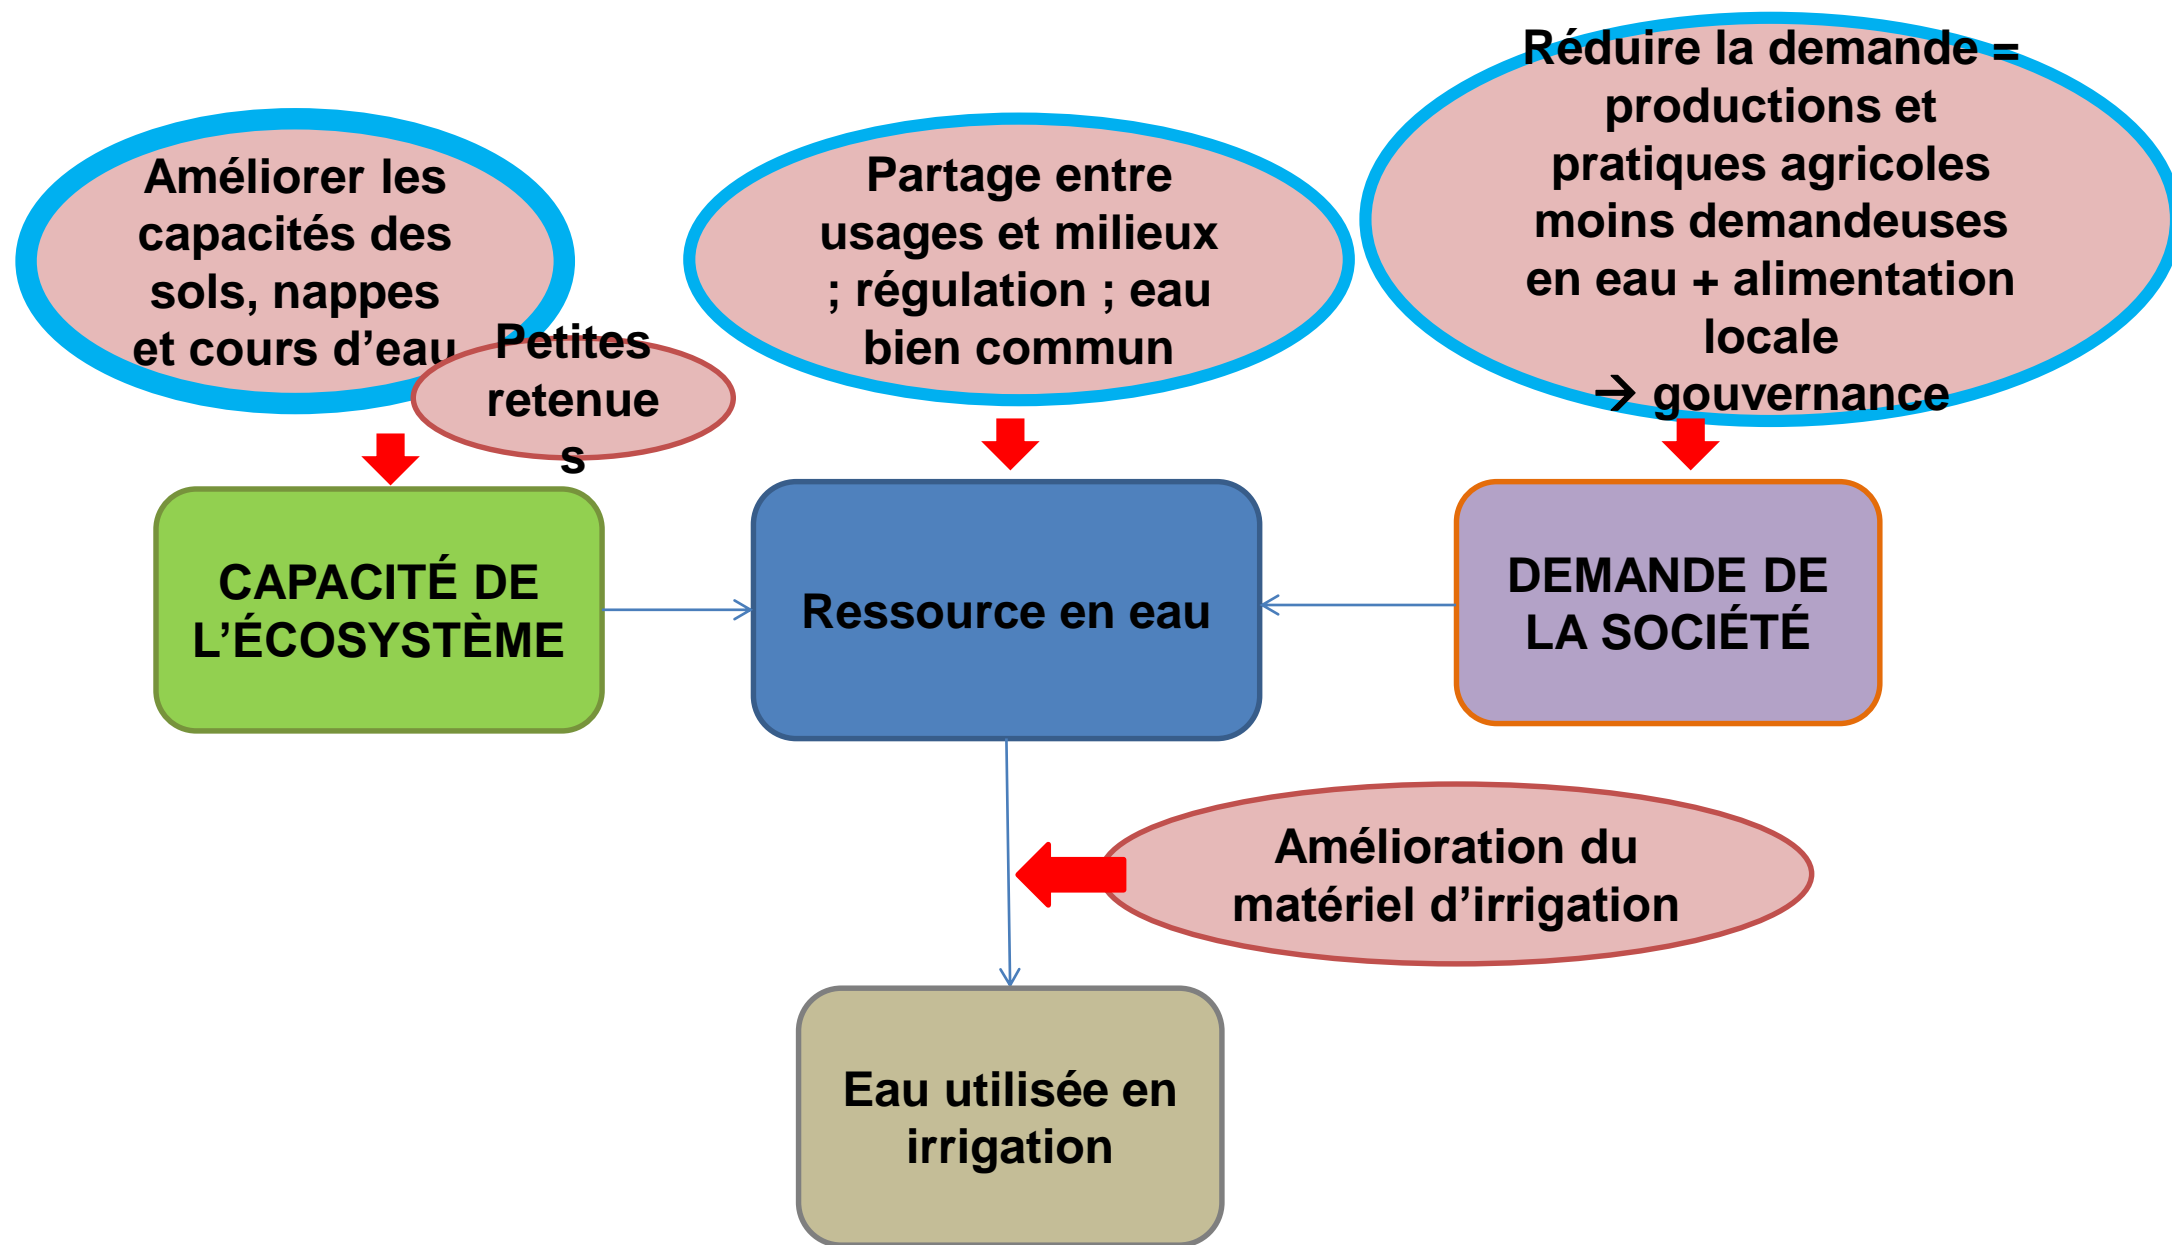 Améliorer les
capacités des
sols, nappes
et cours d’eau
Petites
retenue
s
Partage entre
usages et milieux
; régulation ; eau
bien commun
Réduire la demande =
productions et
pratiques agricoles
moins demandeuses
en eau + alimentation
locale
→ gouvernance
CAPACITÉ DE
L’ÉCOSYSTÈME
Ressource en eau
DEMANDE DE
LA SOCIÉTÉ
Amélioration du
matériel d’irrigation
Eau utilisée en
irrigation